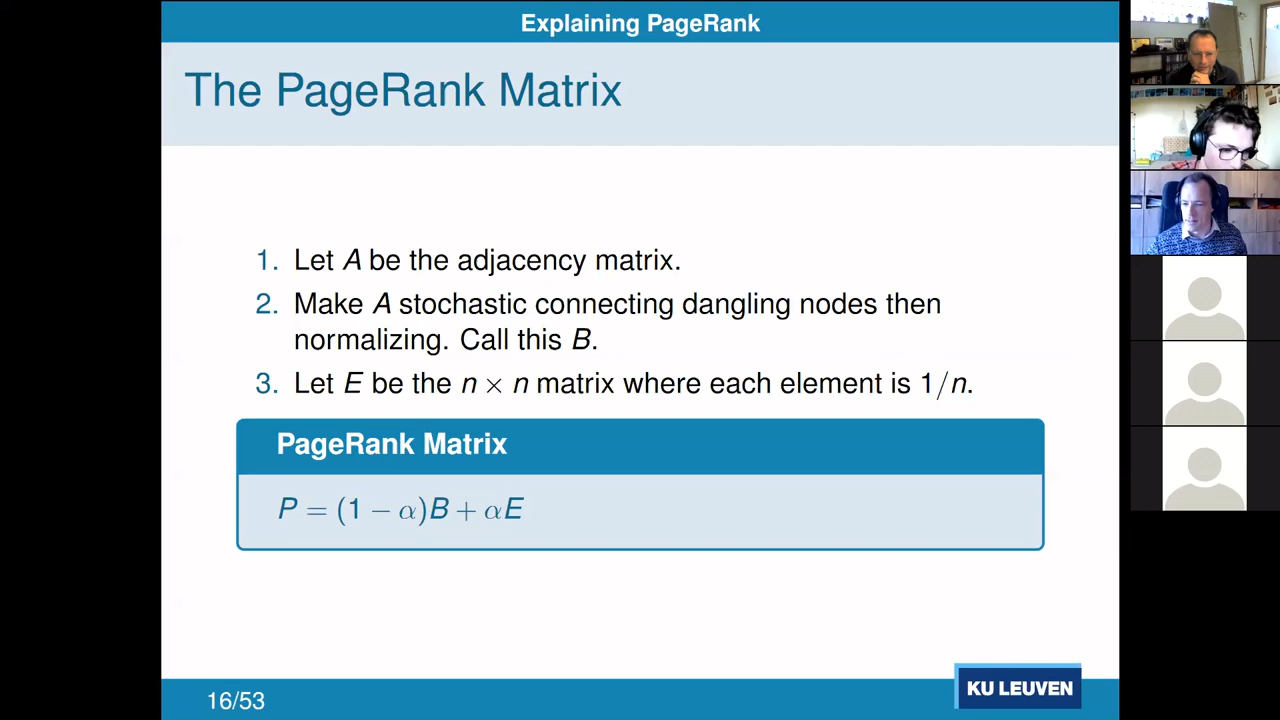 Explaining PageRank
The PageRank Matrix
1. Let A be the adjacency matrix.
2. Make A stochastic connecting dangling nodes then
normalizing. Call this B.
3. Let E be the n × n matrix where each element is 1/n.
PageRank Matrix
P = (1 − α)B + αE
16/53
KU LEUVEN